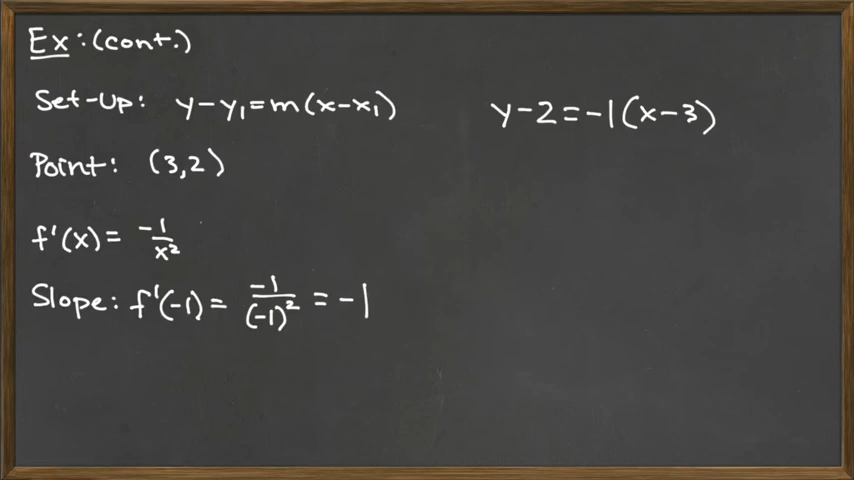 Ex: (cont.)
Set-Up: y-y₁=m(x-x₁)
Point: (3,2)
f'(x)= -1/x²
Slope: f'(-1) = -1/(-1)² = -1
y-2=-1(x-3)